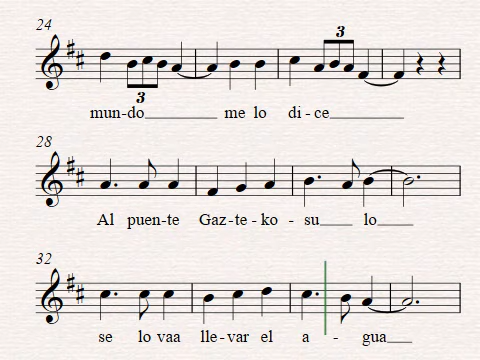 24
3
3
mun-do me lo di-ce
28
Al puen-te Gaz-te-ko-su lo
32
se lo vaa lle-var el a-gua